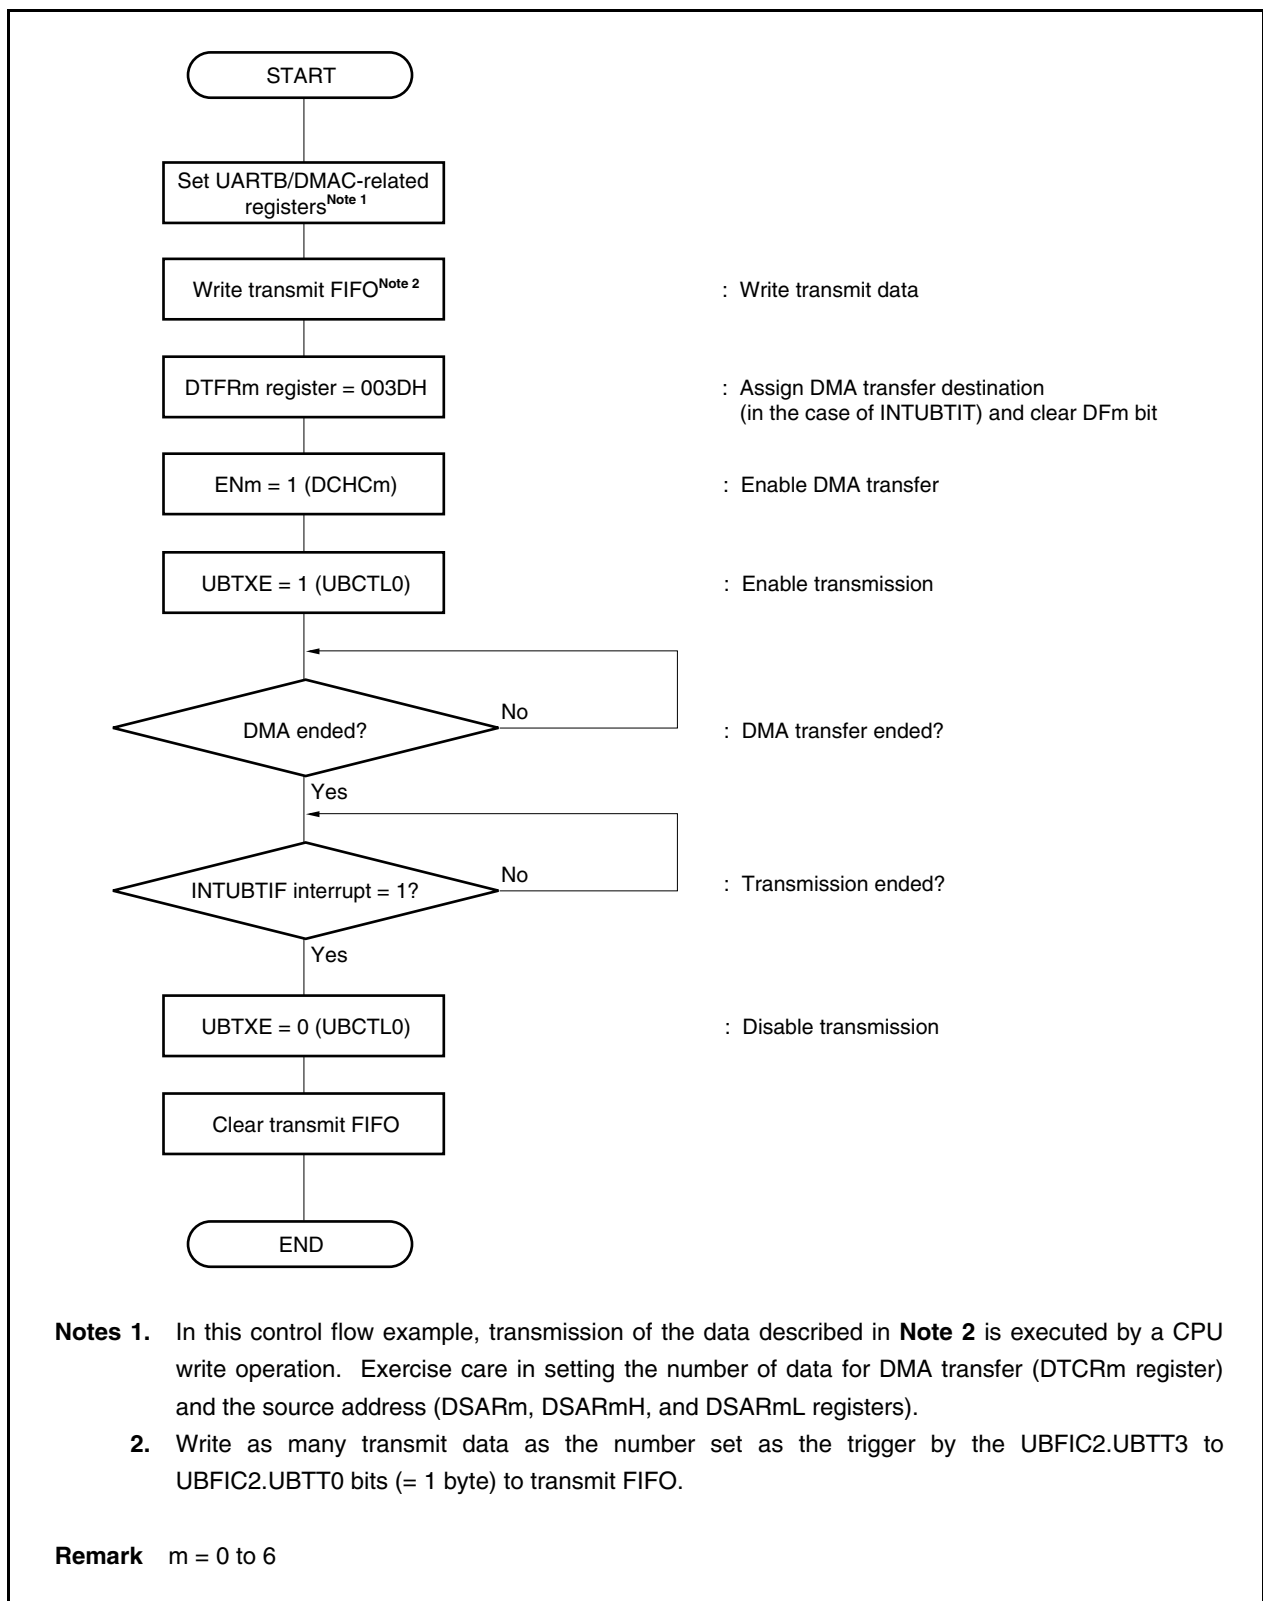 START
Set UARTB/DMAC-related
registersNote 1
Write transmit FIFONote 2
: Write transmit data
DTFRm register = 003DH
: Assign DMA transfer destination
(in the case of INTUBTIT) and clear DFm bit
ENm = 1 (DCHCm)
: Enable DMA transfer
UBTXE = 1 (UBCTL0)
: Enable transmission
DMA ended?
No
: DMA transfer ended?
Yes
INTUBTIF interrupt = 1?
No
: Transmission ended?
Yes
UBTXE = 0 (UBCTL0)
: Disable transmission
Clear transmit FIFO
END
Notes 1. In this control flow example, transmission of the data described in Note 2 is executed by a CPU
write operation. Exercise care in setting the number of data for DMA transfer (DTCRm register)
and the source address (DSARm, DSARmH, and DSARmL registers).
2. Write as many transmit data as the number set as the trigger by the UBFIC2.UBTT3 to
UBFIC2.UBTT0 bits (= 1 byte) to transmit FIFO.
Remark m = 0 to 6